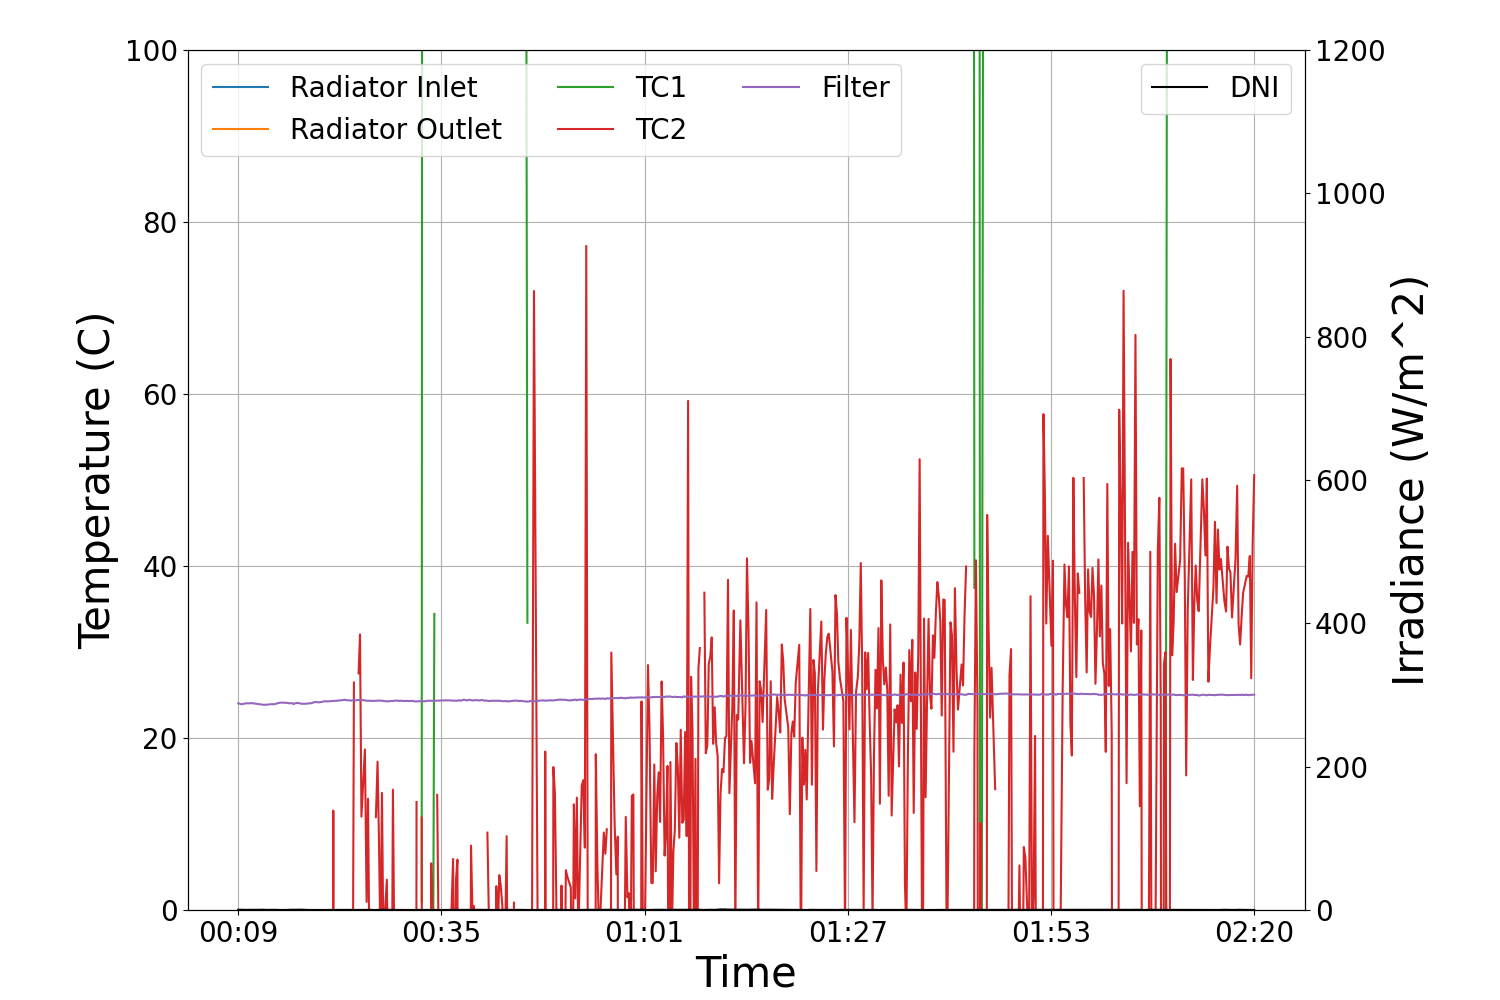 Radiator Inlet
Radiator Outlet
TC1
TC2
Filter
DNI
100
80
60
40
20
0
Temperature (C)
1200
1000
800
600
400
200
0
Irradiance (W/m^2)
00:09 00:35 01:01 01:27 01:53 02:20
Time